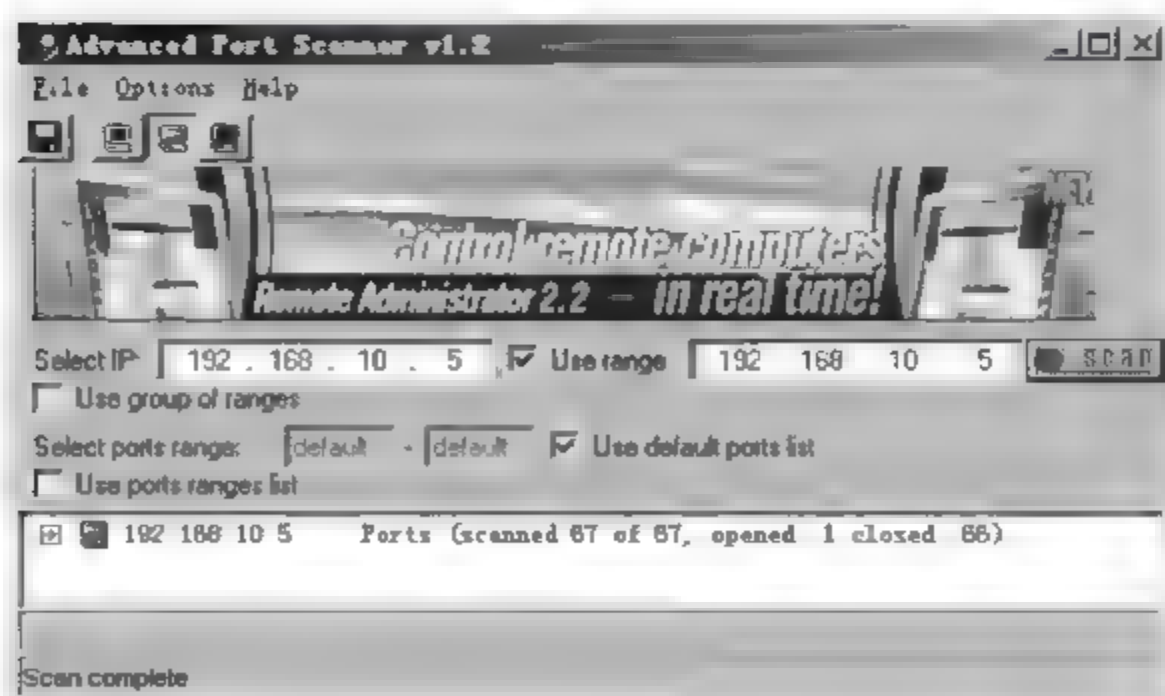 Advanced Port Scanner v1.2
File Options Help
Control remote computers
Remote Administrator 2.2 – in real time!
Select IP: 192 . 168 . 10 . 5 Use range 192 168 10 5 scan
Use group of ranges
Select ports range: default - default Use default ports list
Use ports ranges list
192 168 10 5 Ports (scanned 67 of 67, opened 1 closed 66)
Scan complete